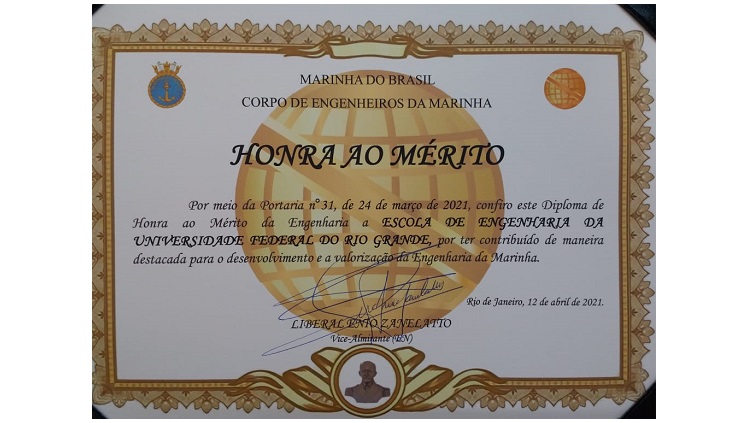 MARINHA DO BRASIL
CORPO DE ENGENHEIROS DA MARINHA
HONRA AO MÉRITO
Por meio da Portaria n° 31, de 24 de março de 2021, confiro este Diploma de
Honra ao Mérito da Engenharia a ESCOLA DE ENGENHARIA DA
UNIVERSIDADE FEDERAL DO RIO GRANDE, por ter contribuído de maneira
destacada para o desenvolvimento e a valorização da Engenharia da Marinha.
Rio de Janeiro, 12 de abril de 2021.
LIBERAL ENIO ZANELATTO
Vice-Almirante (EN)